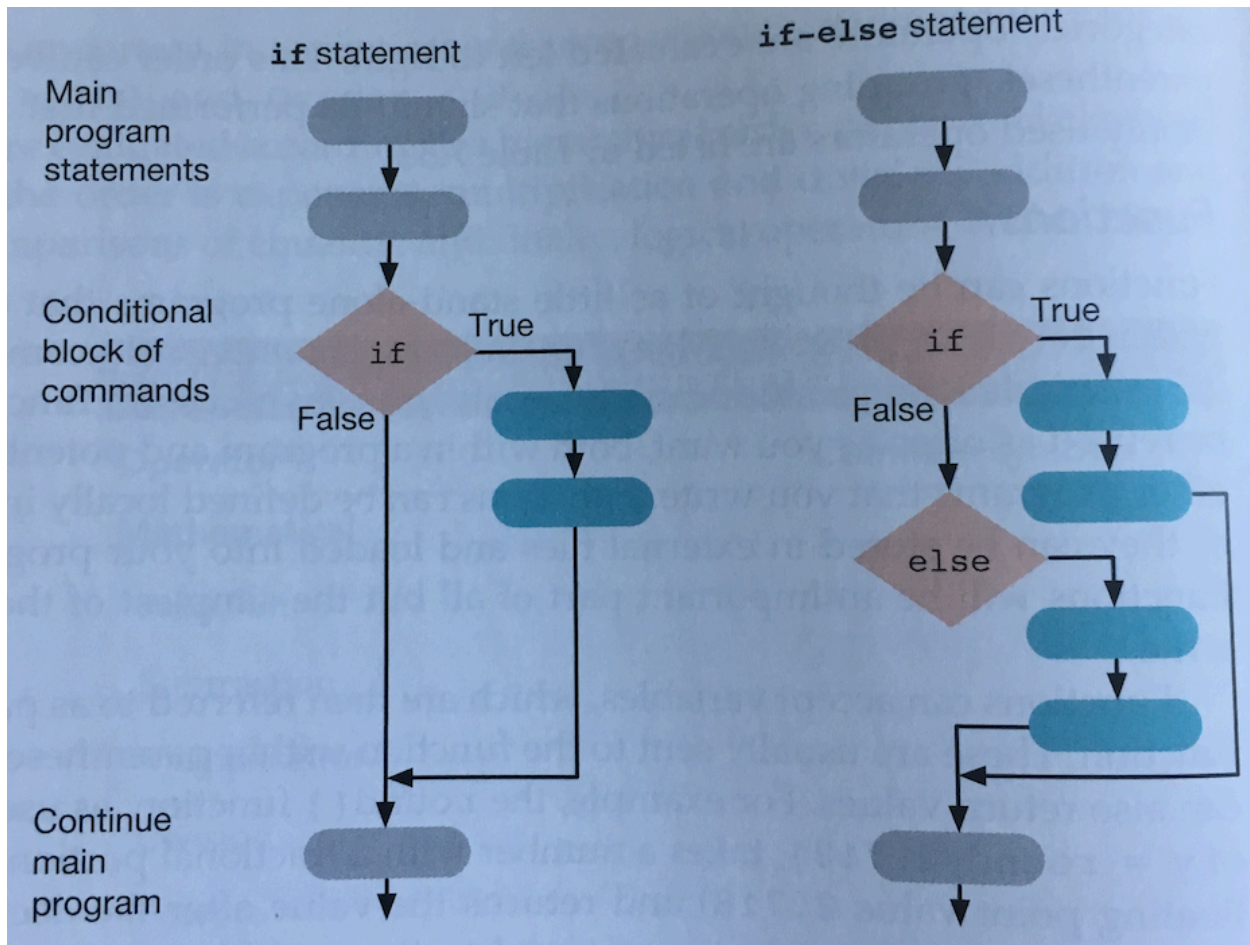 if statement
if-else statement
Main
program
statements
Conditional
block of
commands
if
True
False
if
True
False
else
Continue
main
program